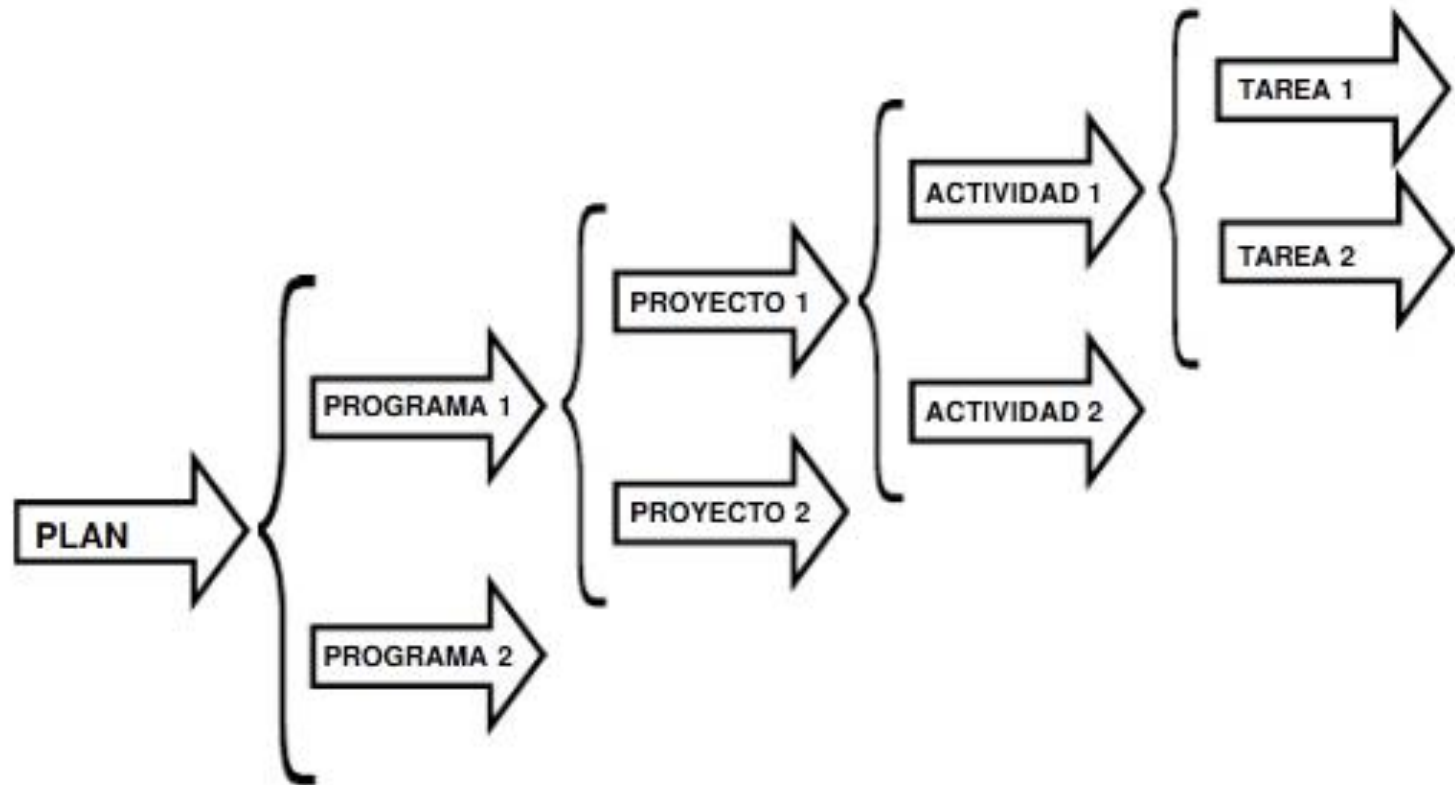 PLAN
PROGRAMA 1
PROGRAMA 2
PROYECTO 1
PROYECTO 2
ACTIVIDAD 1
ACTIVIDAD 2
TAREA 1
TAREA 2